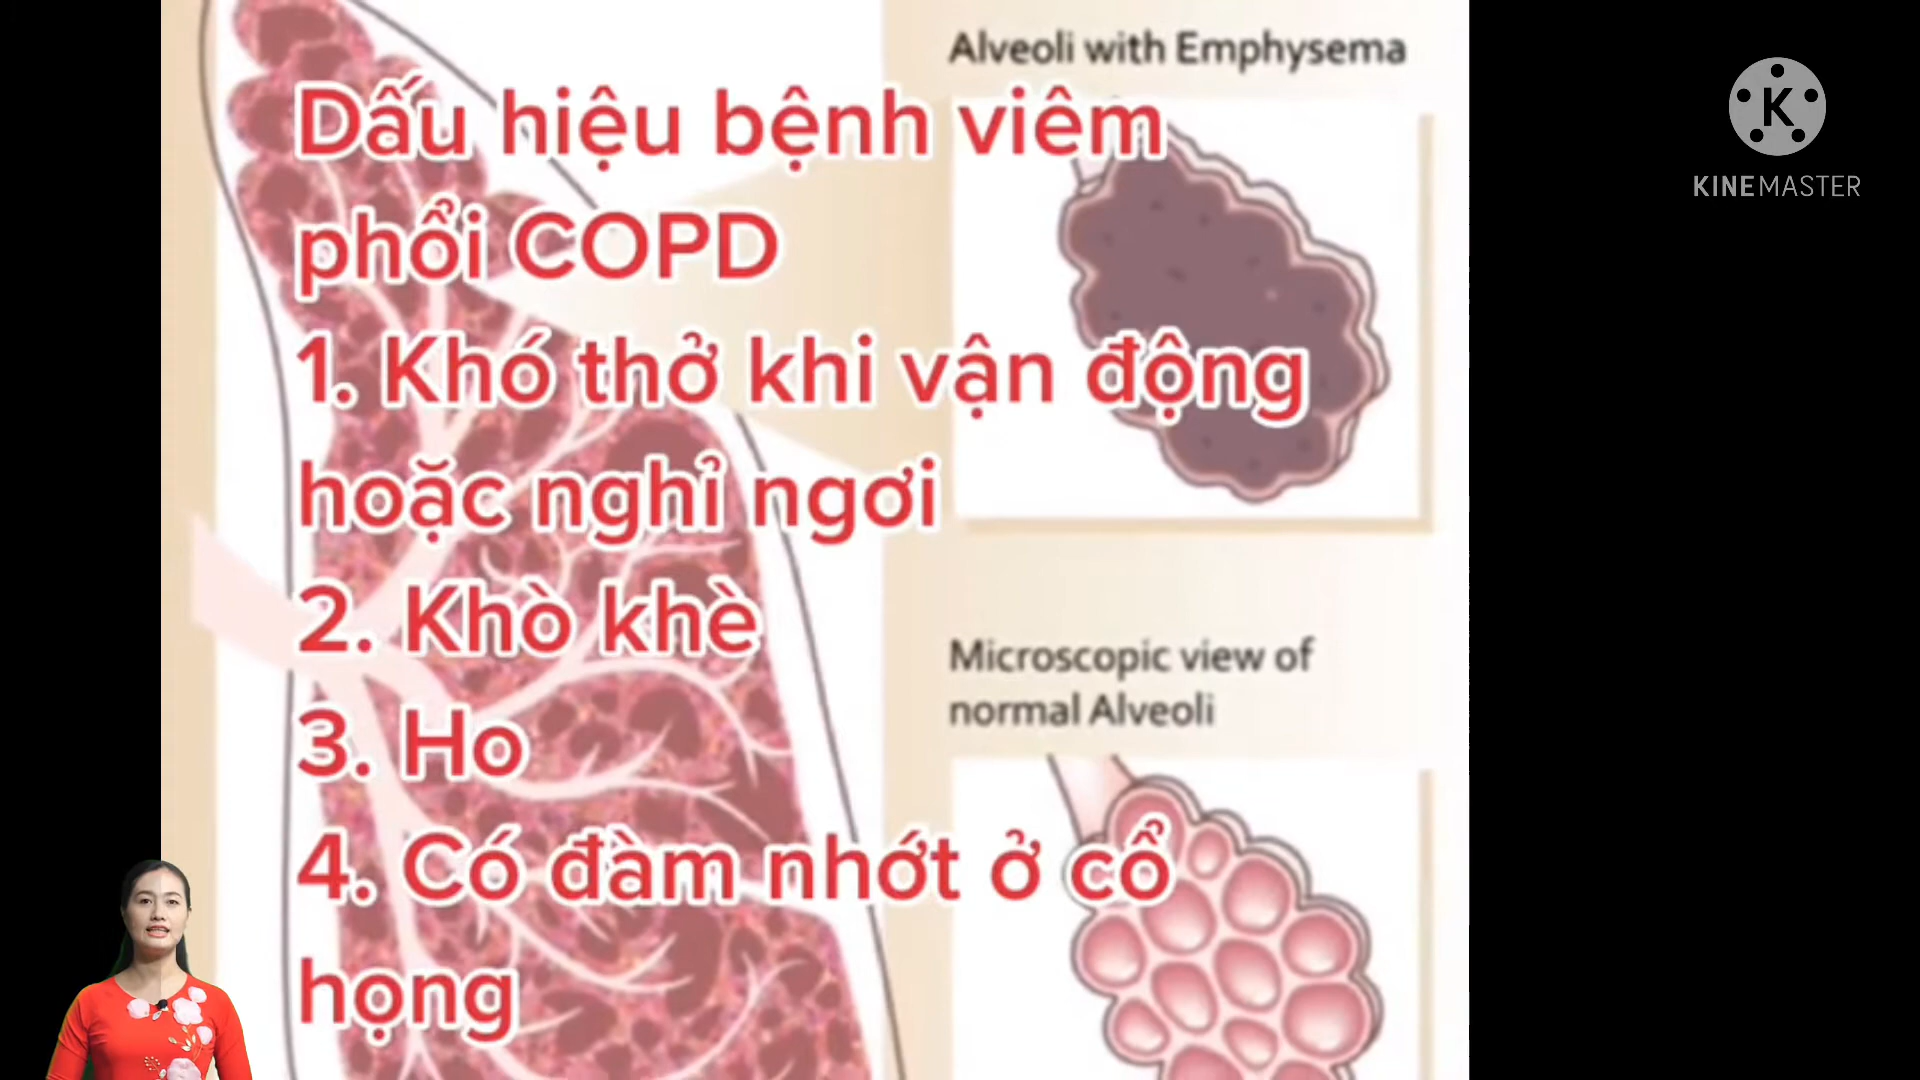 Alveoli with Emphysema
Dấu hiệu bệnh viêm
phổi COPD
1. Khó thở khi vận động
hoặc nghỉ ngơi
2. Khò khè
3. Ho
4. Có đàm nhớt ở cổ
họng
Microscopic view of
normal Alveoli
K
KINEMASTER